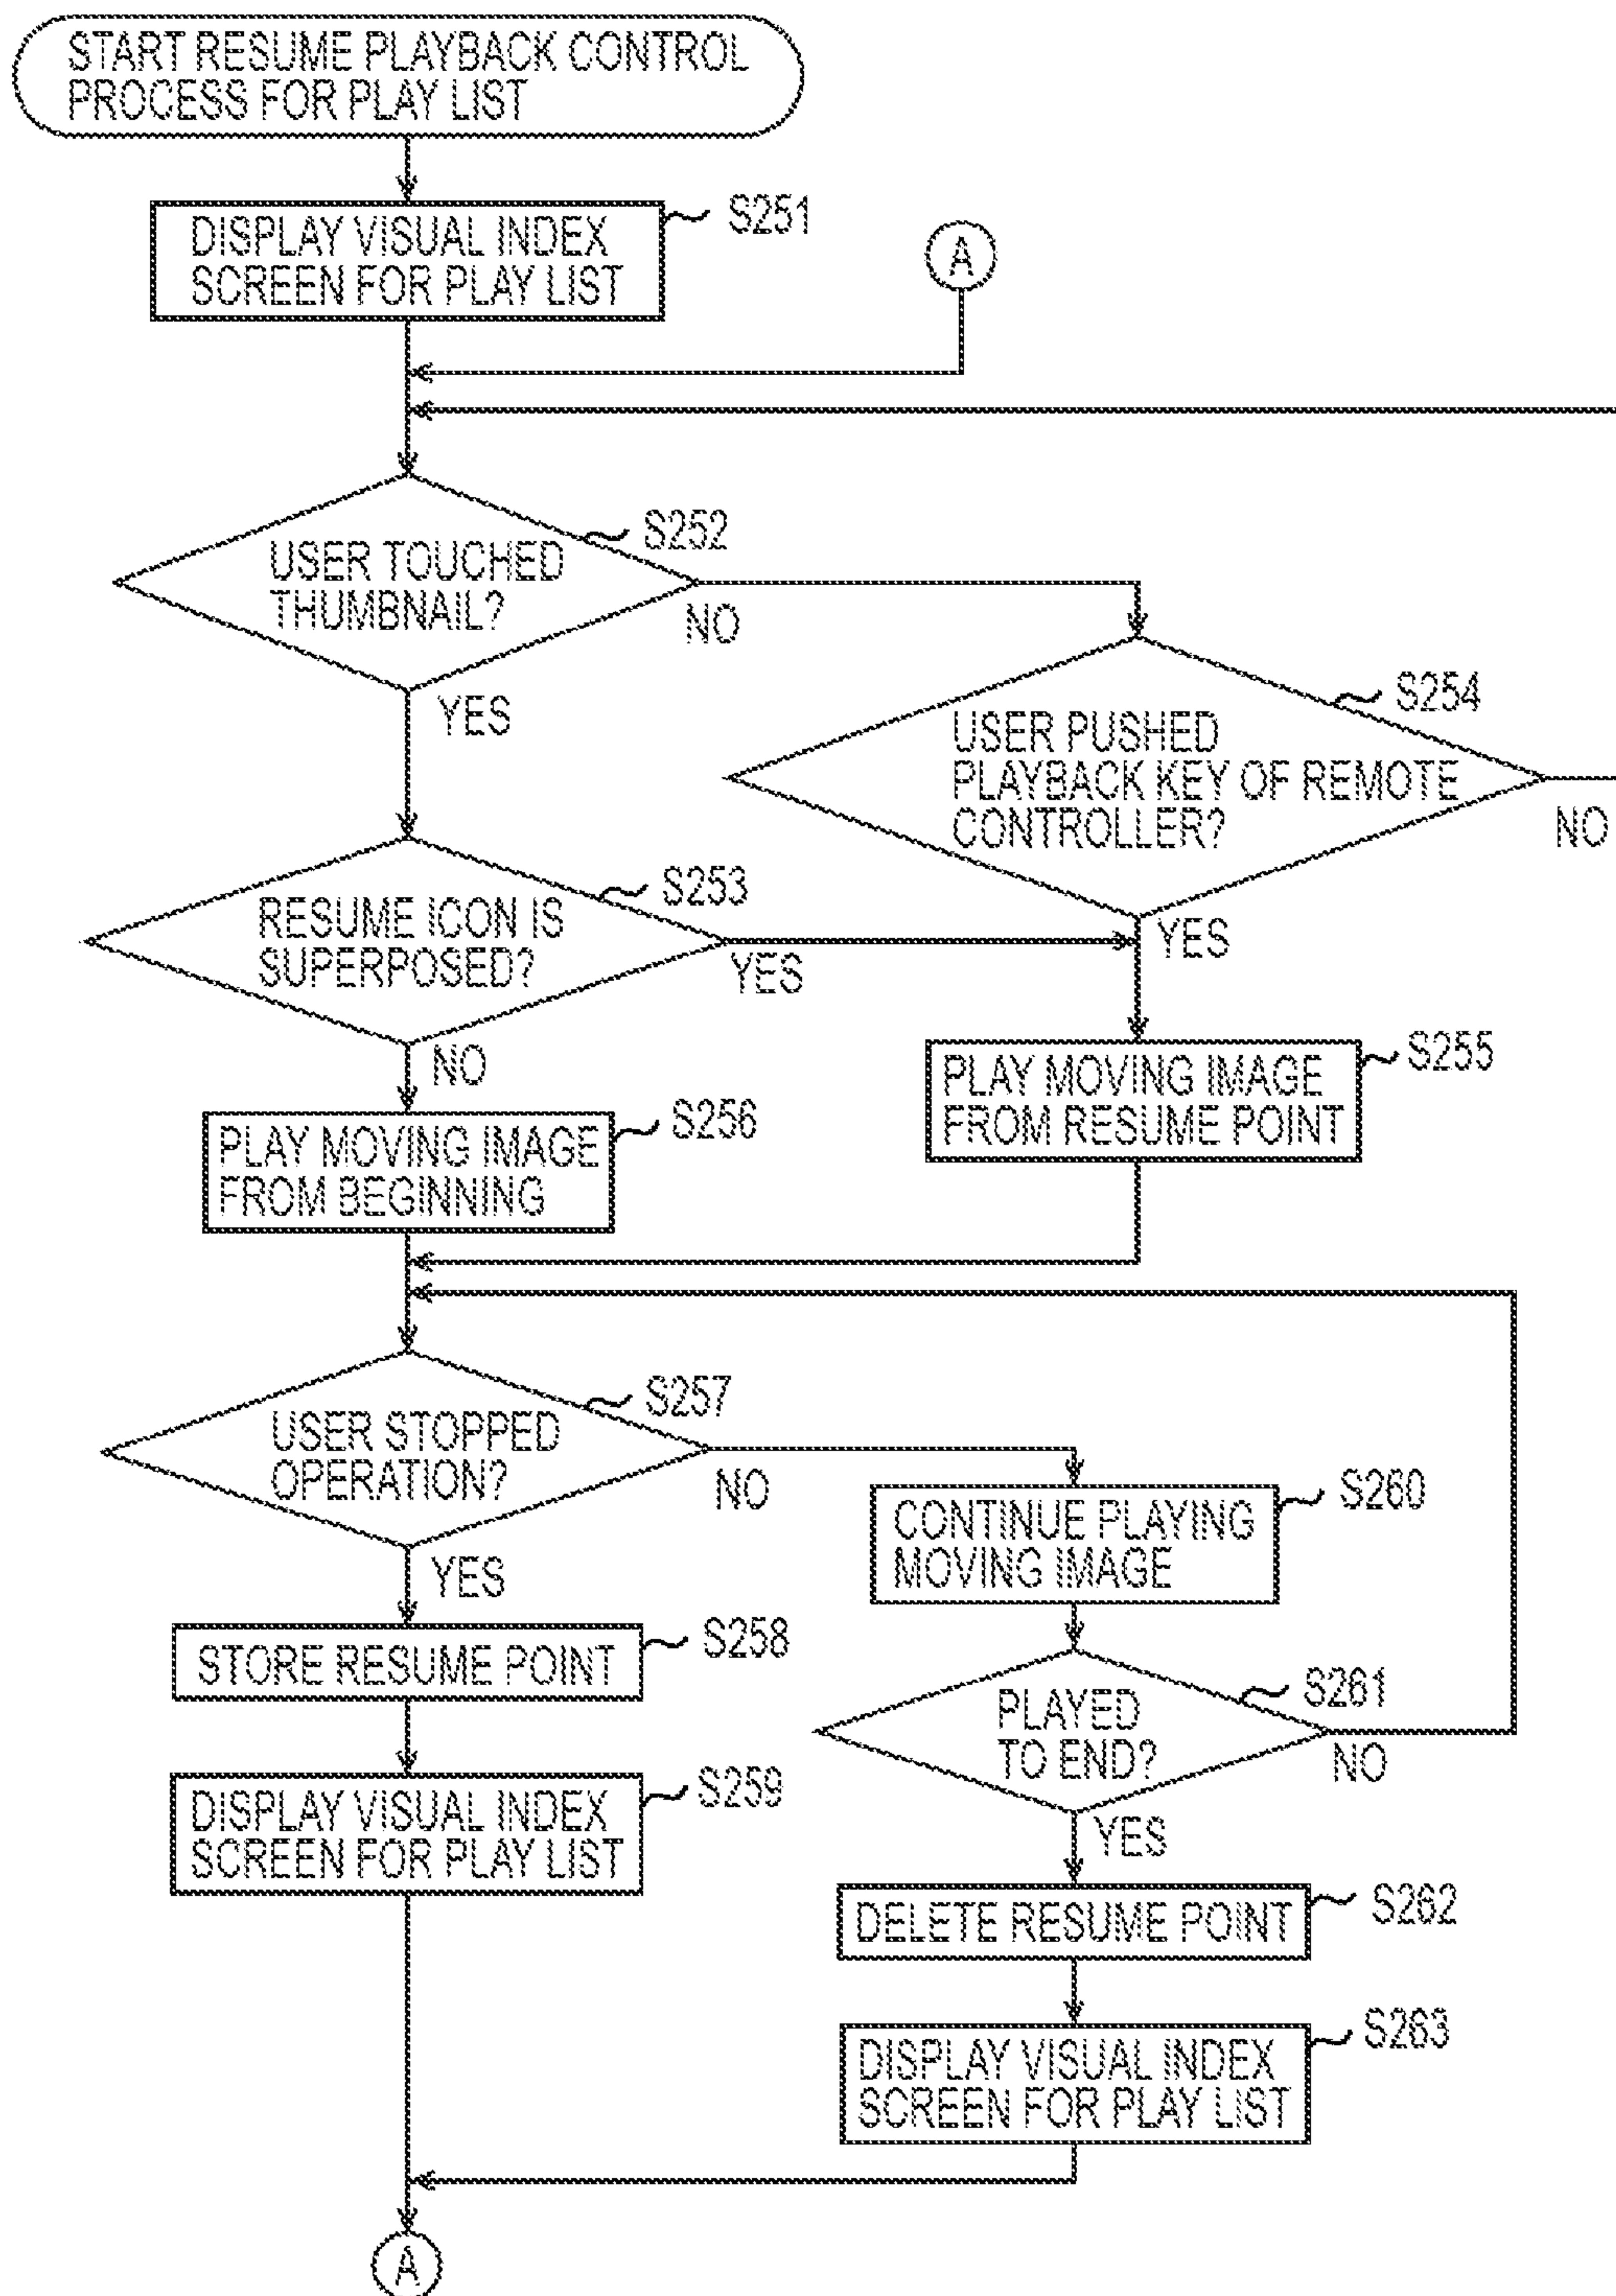 START RESUME PLAYBACK CONTROL
PROCESS FOR PLAY LIST
DISPLAY VISUAL INDEX
SCREEN FOR PLAY LIST
S251
A
USER TOUCHED
THUMBNAIL?
S252
NO
YES
USER PUSHED
PLAYBACK KEY OF REMOTE
CONTROLLER?
S254
NO
YES
RESUME ICON IS
SUPERPOSED?
S253
YES
NO
PLAY MOVING IMAGE
FROM RESUME POINT
S255
PLAY MOVING IMAGE
FROM BEGINNING
S256
USER STOPPED
OPERATION?
S257
NO
YES
CONTINUE PLAYING
MOVING IMAGE
S260
STORE RESUME POINT
S258
PLAYED
TO END?
S261
NO
YES
DISPLAY VISUAL INDEX
SCREEN FOR PLAY LIST
S259
DELETE RESUME POINT
S262
DISPLAY VISUAL INDEX
SCREEN FOR PLAY LIST
S263
A